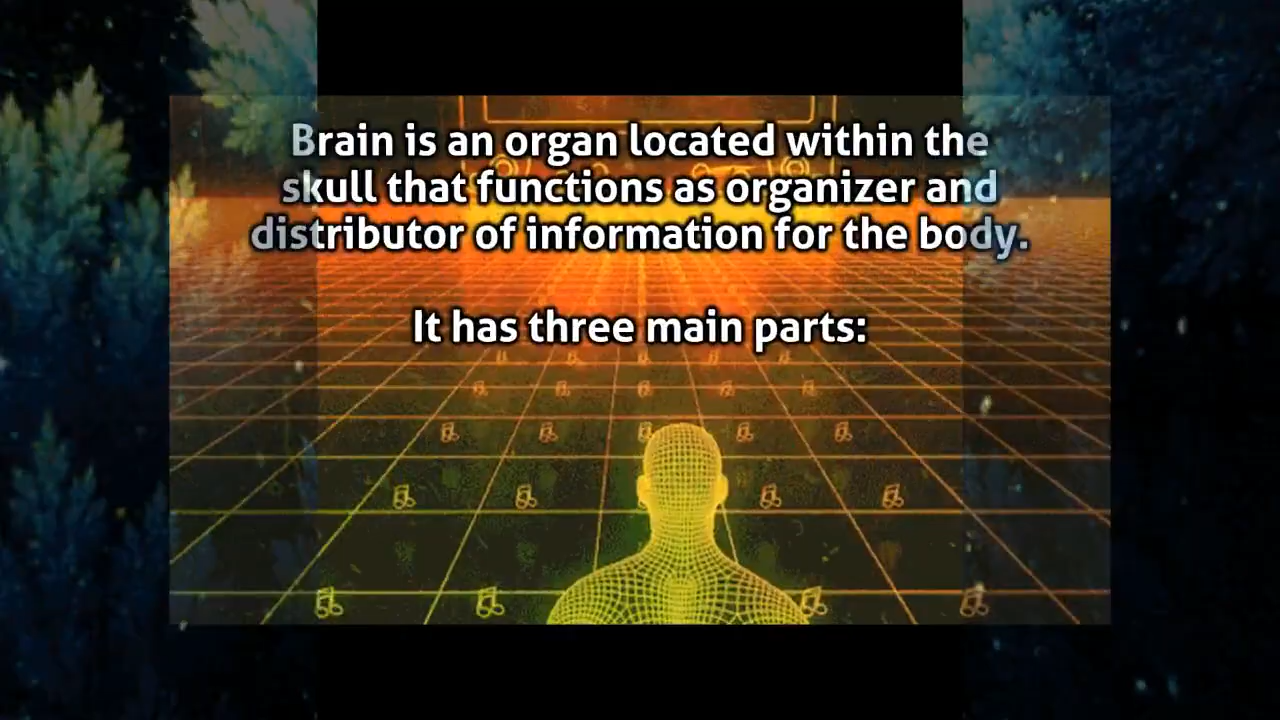 Brain is an organ located within the
skull that functions as organizer and
distributor of information for the body.
It has three main parts: